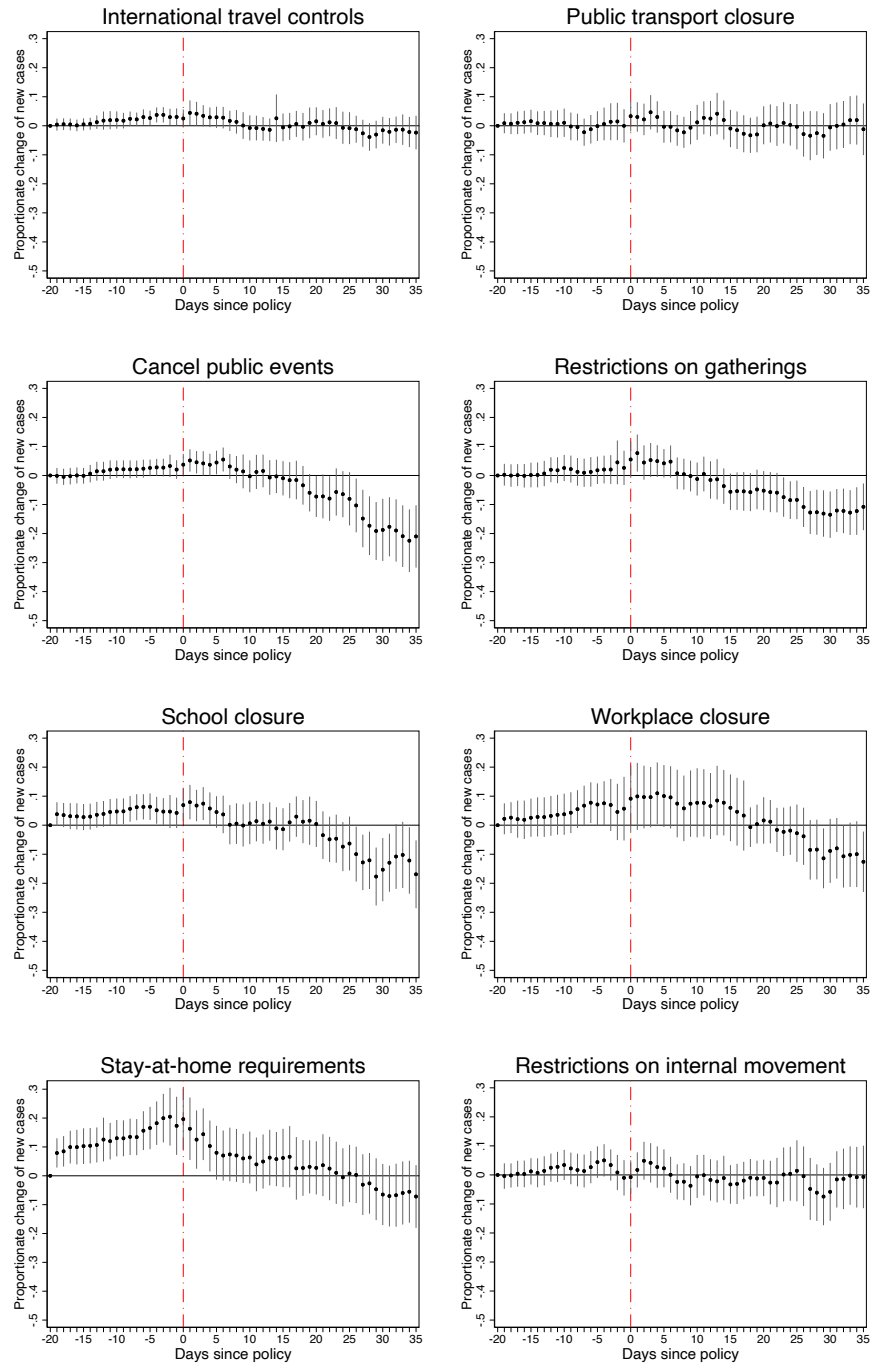 International travel controls
Proportionate change of new cases
.3
.2
.1
0
.1
-.2
-.3
-.4
-.5
-20 -15 -10 -5 0 5 10 15 20 25 30 35
Days since policy
Public transport closure
Proportionate change of new cases
.3
.2
.1
0
.1
-.2
-.3
-.4
-.5
-20 -15 -10 -5 0 5 10 15 20 25 30 35
Days since policy
Cancel public events
Proportionate change of new cases
.3
.2
.1
0
.1
-.2
-.3
-.4
-.5
-20 -15 -10 -5 0 5 10 15 20 25 30 35
Days since policy
Restrictions on gatherings
Proportionate change of new cases
.3
.2
.1
0
.1
-.2
-.3
-.4
-.5
-20 -15 -10 -5 0 5 10 15 20 25 30 35
Days since policy
School closure
Proportionate change of new cases
.3
.2
.1
0
.1
-.2
-.3
-.4
-.5
-20 -15 -10 -5 0 5 10 15 20 25 30 35
Days since policy
Workplace closure
Proportionate change of new cases
.3
.2
.1
0
.1
-.2
-.3
-.4
-.5
-20 -15 -10 -5 0 5 10 15 20 25 30 35
Days since policy
Stay-at-home requirements
Proportionate change of new cases
.3
.2
.1
0
.1
-.2
-.3
-.4
-.5
-20 -15 -10 -5 0 5 10 15 20 25 30 35
Days since policy
Restrictions on internal movement
Proportionate change of new cases
.3
.2
.1
0
.1
-.2
-.3
-.4
-.5
-20 -15 -10 -5 0 5 10 15 20 25 30 35
Days since policy